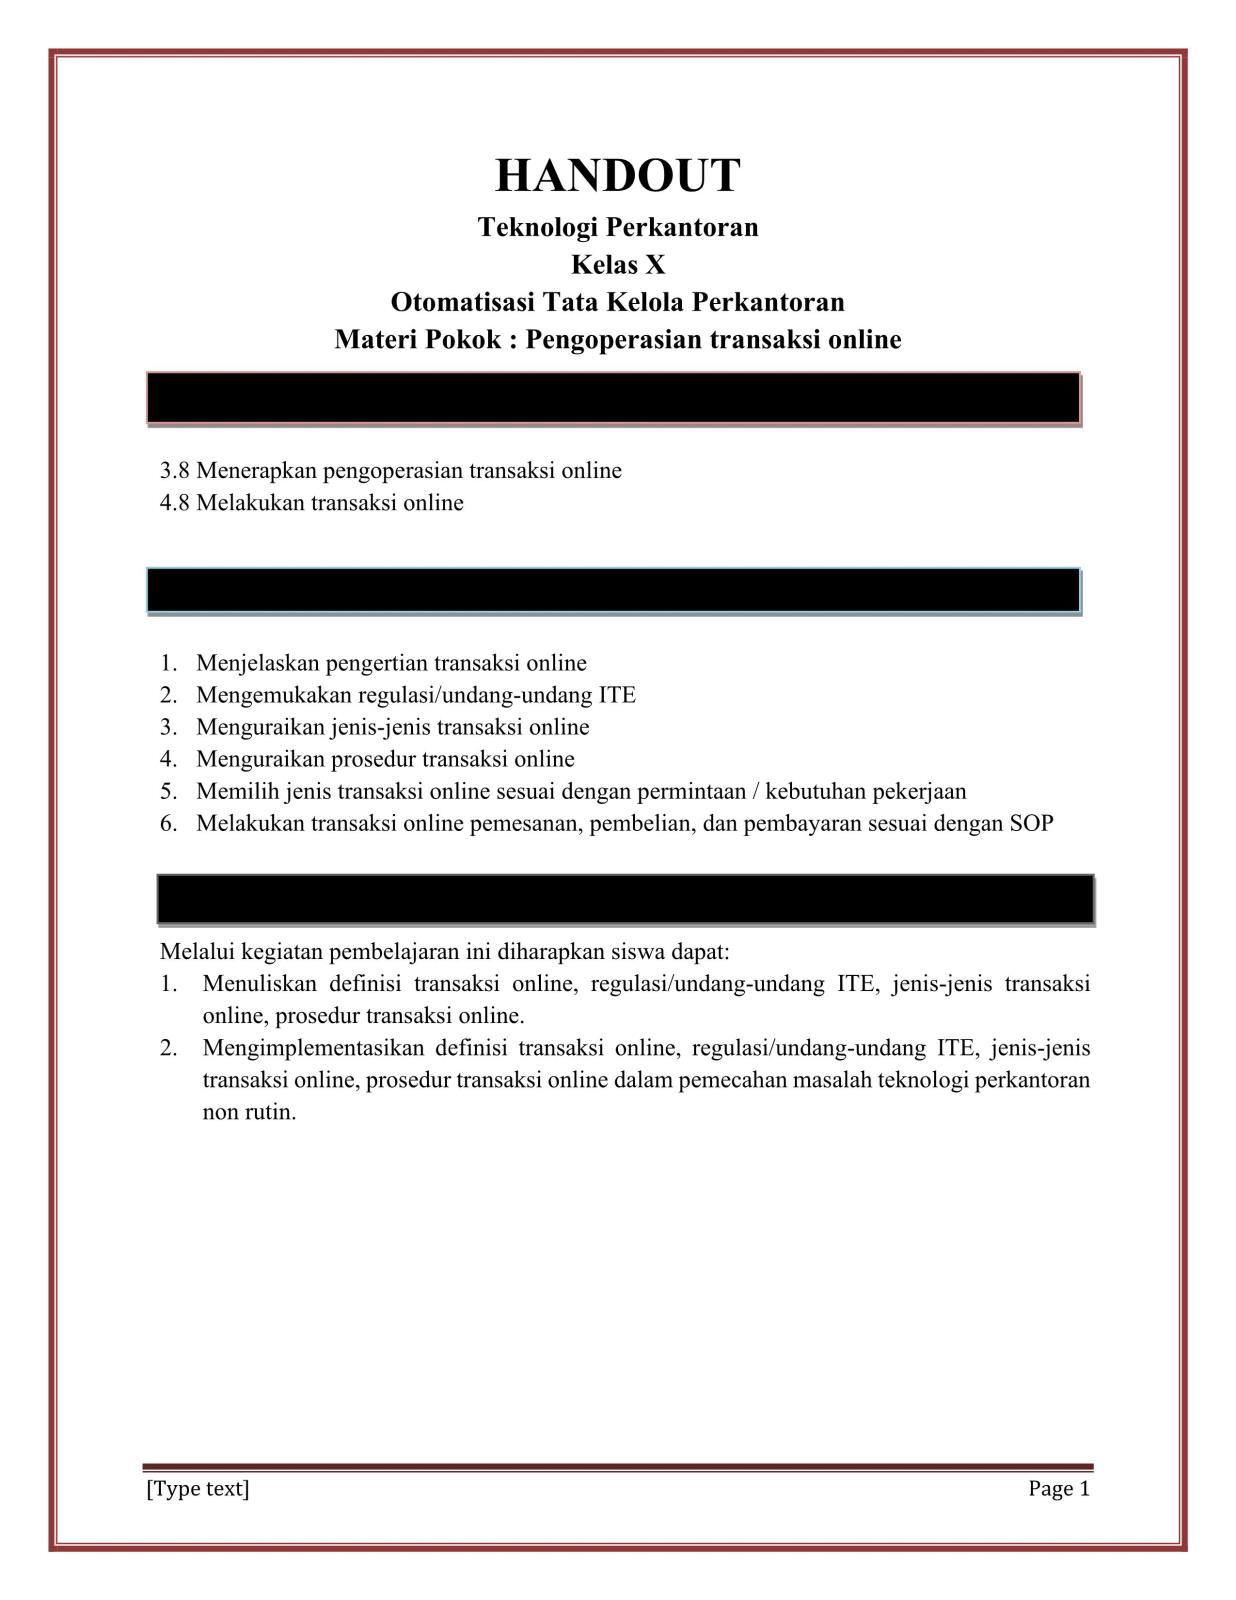 HANDOUT
Teknologi Perkantoran
Kelas X
Otomatisasi Tata Kelola Perkantoran
Materi Pokok : Pengoperasian transaksi online
3.8 Menerapkan pengoperasian transaksi online
4.8 Melakukan transaksi online
1. Menjelaskan pengertian transaksi online
2. Mengemukakan regulasi/undang-undang ITE
3. Menguraikan jenis-jenis transaksi online
4. Menguraikan prosedur transaksi online
5. Memilih jenis transaksi online sesuai dengan permintaan / kebutuhan pekerjaan
6. Melakukan transaksi online pemesanan, pembelian, dan pembayaran sesuai dengan SOP
Melalui kegiatan pembelajaran ini diharapkan siswa dapat:
1. Menuliskan definisi transaksi online, regulasi/undang-undang ITE, jenis-jenis transaksi
online, prosedur transaksi online.
2. Mengimplementasikan definisi transaksi online, regulasi/undang-undang ITE, jenis-jenis
transaksi online, prosedur transaksi online dalam pemecahan masalah teknologi perkantoran
non rutin.
[Type text] Page 1